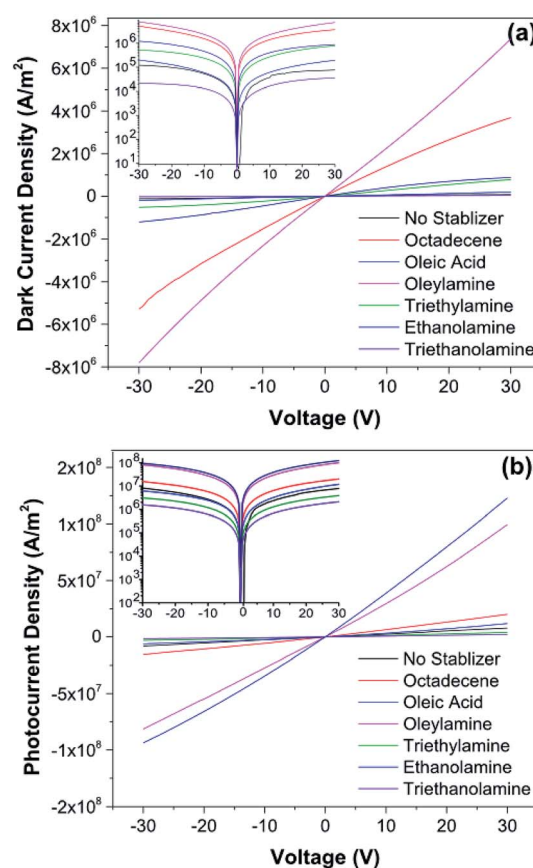 (a)
Dark Current Density (A/m²)
8x10⁶
6x10⁶
4x10⁶
2x10⁶
0
-2x10⁶
-4x10⁶
-6x10⁶
-8x10⁶
10⁶
10⁵
10⁴
10³
10²
10¹
-30 -20 -10 0 10 20 30
No Stablizer
Octadecene
Oleic Acid
Oleylamine
Triethylamine
Ethanolamine
Triethanolamine
-30 -20 -10 0 10 20 30
Voltage (V)
(b)
Photocurrent Density (A/m²)
2x10⁸
1x10⁸
5x10⁷
0
-5x10⁷
-1x10⁸
-2x10⁸
10⁸
10⁷
10⁶
10⁵
10⁴
10³
10²
-30 -20 -10 0 10 20 30
No Stablizer
Octadecene
Oleic Acid
Oleylamine
Triethylamine
Ethanolamine
Triethanolamine
-30 -20 -10 0 10 20 30
Voltage (V)